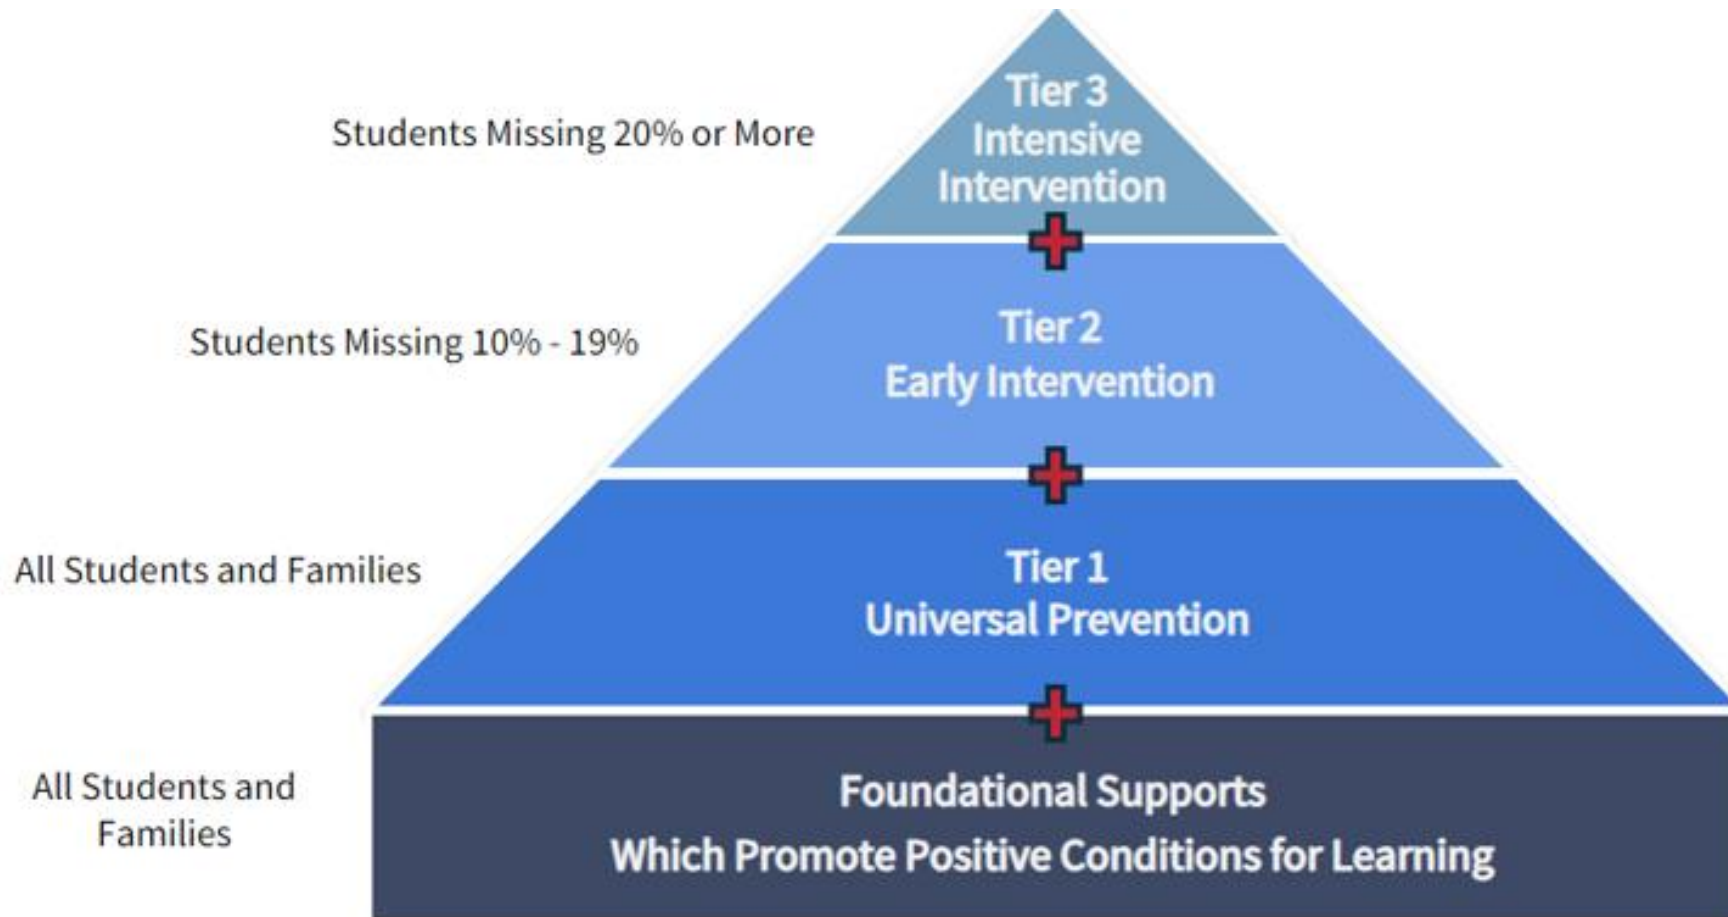 Students Missing 20% or More
Tier 3
Intensive
Intervention
Students Missing 10% - 19%
Tier 2
Early Intervention
All Students and Families
Tier 1
Universal Prevention
All Students and
Families
Foundational Supports
Which Promote Positive Conditions for Learning